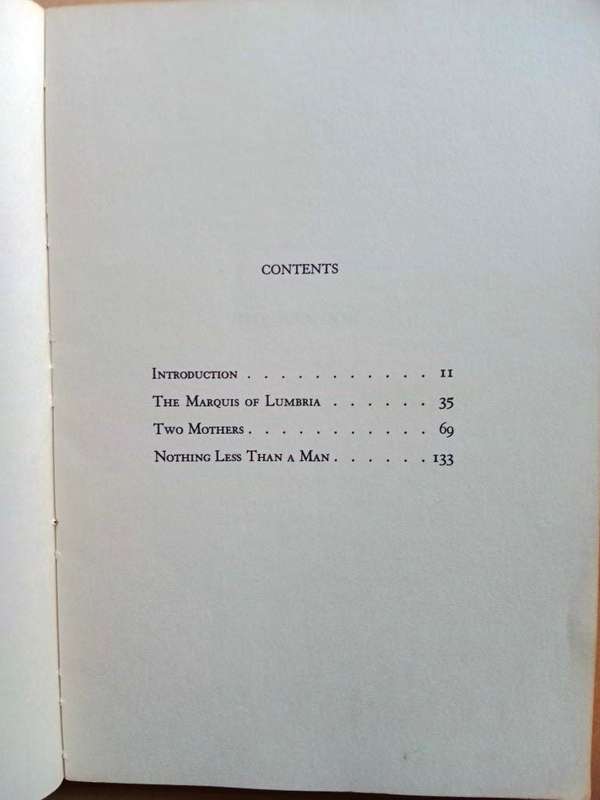 CONTENTS
Introduction . . . . . . . . . . . 11
The Marquis of Lumbria . . . . . . 35
Two Mothers . . . . . . . . . . . 69
Nothing Less Than a Man . . . . . . 133